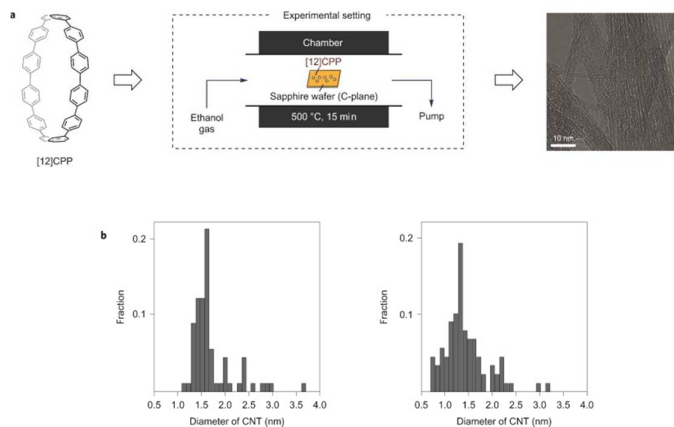 a
Experimental setting
Chamber
[12]CPP
Sapphire wafer (C-plane)
Ethanol
gas
500 °C, 15 min
Pump
10 nm
[12]CPP
b
0.2
0.1
Fraction
0.5 1.0 1.5 2.0 2.5 3.0 3.5 4.0
Diameter of CNT (nm)
0.2
0.1
Fraction
0.5 1.0 1.5 2.0 2.5 3.0 3.5 4.0
Diameter of CNT (nm)